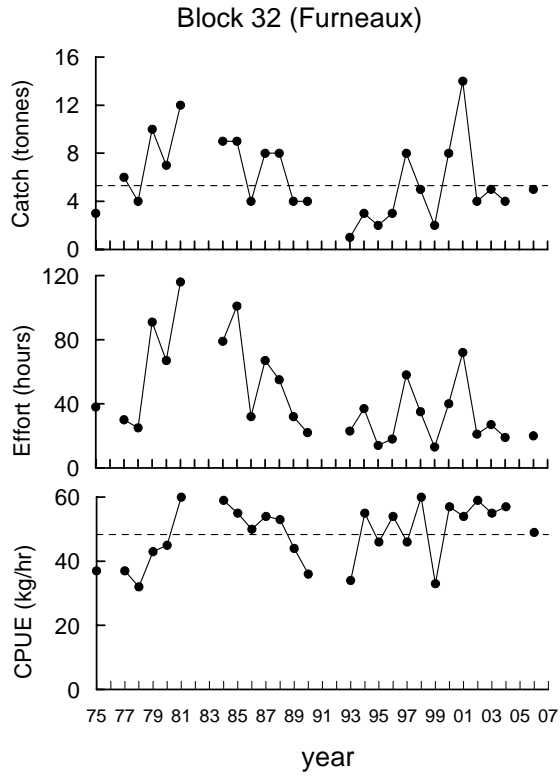 Block 32 (Furneaux)
16
12
8
4
0
Catch (tonnes)
120
80
40
0
Effort (hours)
60
40
20
0
CPUE (kg/hr)
75 77 79 81 83 85 87 89 91 93 95 97 99 01 03 05 07
year